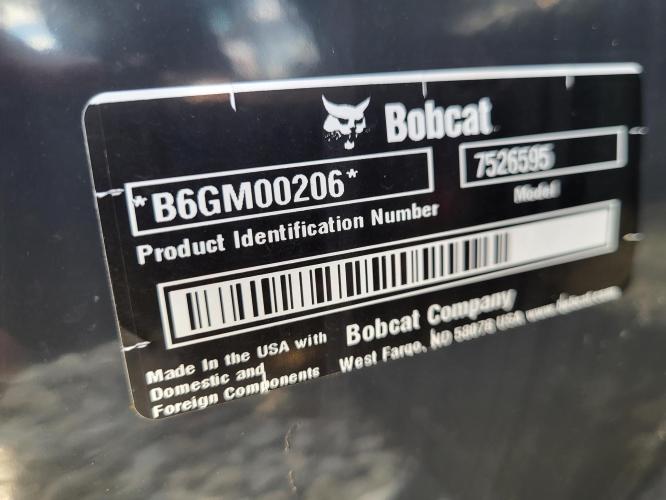 Bobcat
*B6GM00206*
7526595
Product Identification Number
Model
Made In the USA with
Domestic and
Foreign Components
Bobcat Company
West Fargo, ND 58078 USA www.bobcat.com